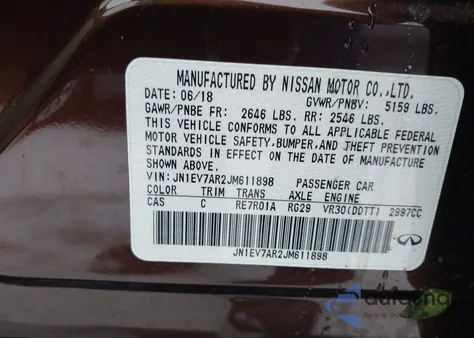 MANUFACTURED BY NISSAN MOTOR CO.,LTD.
DATE: 06/18 GVWR/PNBV: 5159 LBS.
GAWR/PNBE FR: 2646 LBS. RR: 2546 LBS.
THIS VEHICLE CONFORMS TO ALL APPLICABLE FEDERAL
MOTOR VEHICLE SAFETY, BUMPER, AND THEFT PREVENTION
STANDARDS IN EFFECT ON THE DATE OF MANUFACTURE
SHOWN ABOVE.
VIN: JN1EV7AR2JM611898 PASSENGER CAR
COLOR TRIM TRANS AXLE ENGINE
CAS C RE7R01A RG29 VR30(DDTT) 2997CC
JN1EV7AR2JM611898
INFINITI